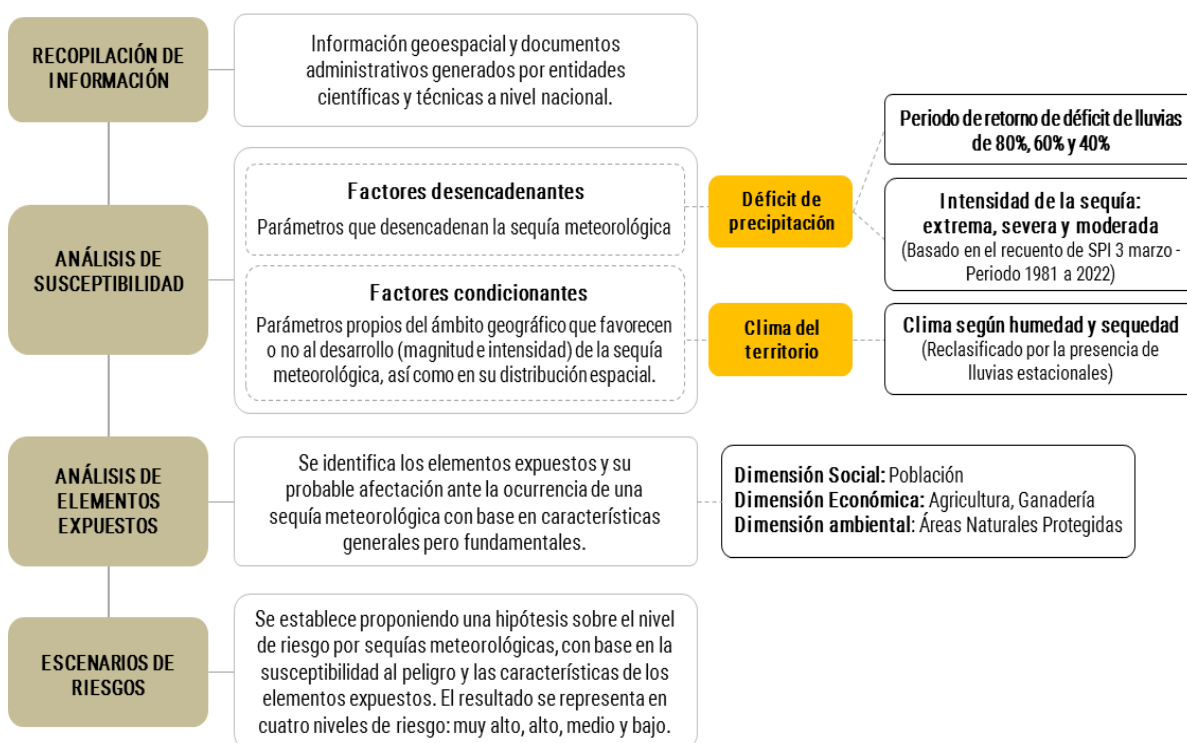 RECOPILACIÓN DE
INFORMACIÓN
Información geoespacial y documentos
administrativos generados por entidades
científicas y técnicas a nivel nacional.
ANÁLISIS DE
SUSCEPTIBILIDAD
Factores desencadenantes
Parámetros que desencadenan la sequía meteorológica
Factores condicionantes
Parámetros propios del ámbito geográfico que favorecen
o no al desarrollo (magnitud e intensidad) de la sequía
meteorológica, así como en su distribución espacial.
Déficit de
precipitación
Periodo de retorno de déficit de lluvias
de 80%, 60% y 40%
Intensidad de la sequía:
extrema, severa y moderada
(Basado en el recuento de SPI 3 marzo -
Periodo 1981 a 2022)
Clima del
territorio
Clima según humedad y sequedad
(Reclasificado por la presencia de
lluvias estacionales)
ANÁLISIS DE
ELEMENTOS
EXPUESTOS
Se identifica los elementos expuestos y su
probable afectación ante la ocurrencia de una
sequía meteorológica con base en características
generales pero fundamentales.
Dimensión Social: Población
Dimensión Económica: Agricultura, Ganadería
Dimensión ambiental: Áreas Naturales Protegidas
ESCENARIOS DE
RIESGOS
Se establece proponiendo una hipótesis sobre el nivel
de riesgo por sequías meteorológicas, con base en la
susceptibilidad al peligro y las características de los
elementos expuestos. El resultado se representa en
cuatro niveles de riesgo: muy alto, alto, medio y bajo.